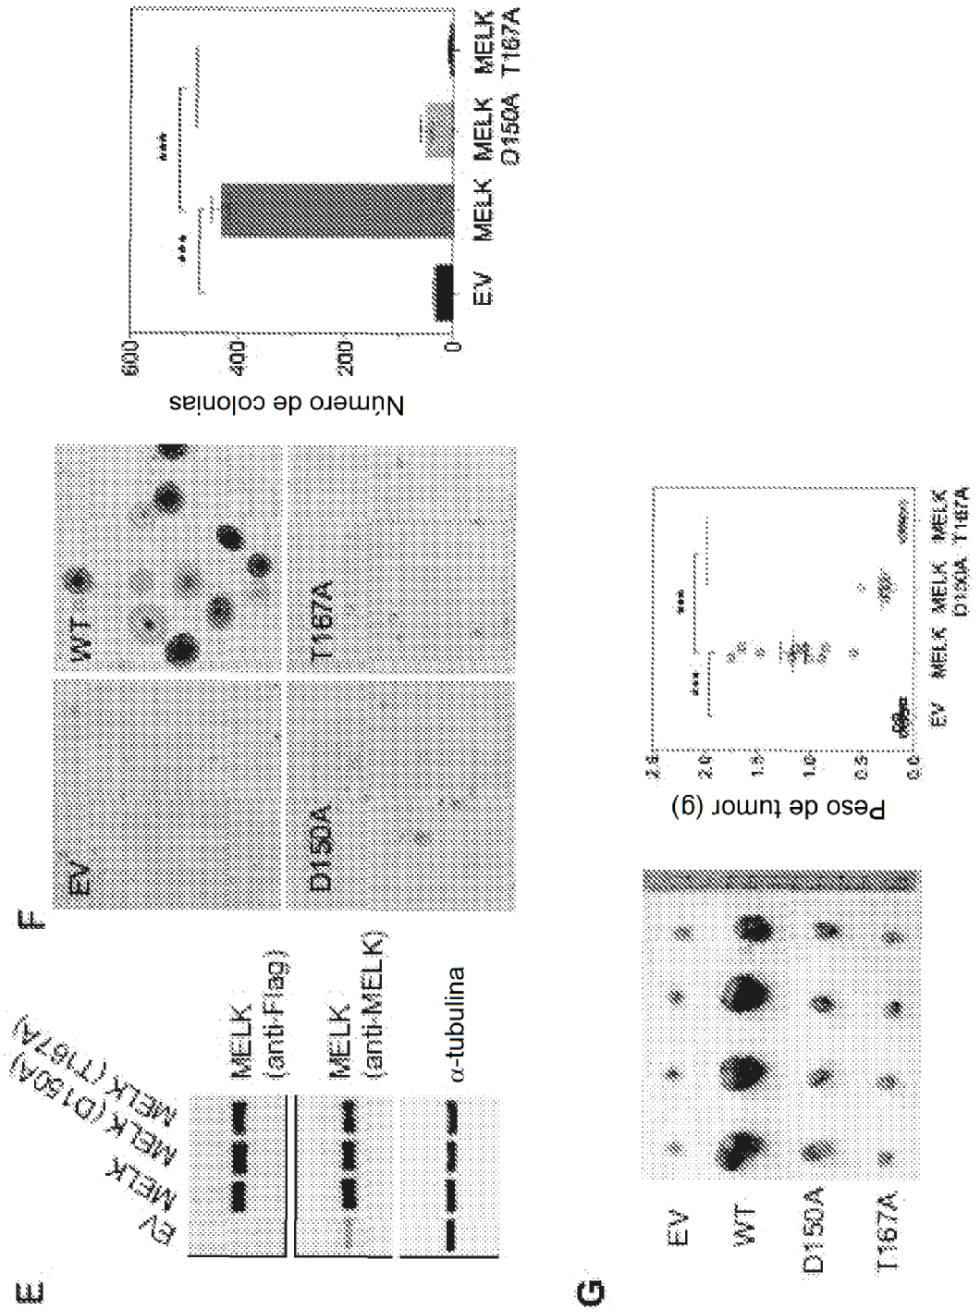 E
EV
MELK
MELK (D150A)
MELK (T167A)
MELK
(anti-Flag)
MELK
(anti-MELK)
α-tubulina
F
EV
WT
D150A
T167A
Número de colonias
600
400
200
0
***
***
EV
MELK
MELK
D150A
MELK
T167A
G
EV
WT
D150A
T167A
Peso de tumor (g)
2.5
2.0
1.5
1.0
0.5
0.0
***
***
EV
MELK
MELK
D150A
MELK
T167A